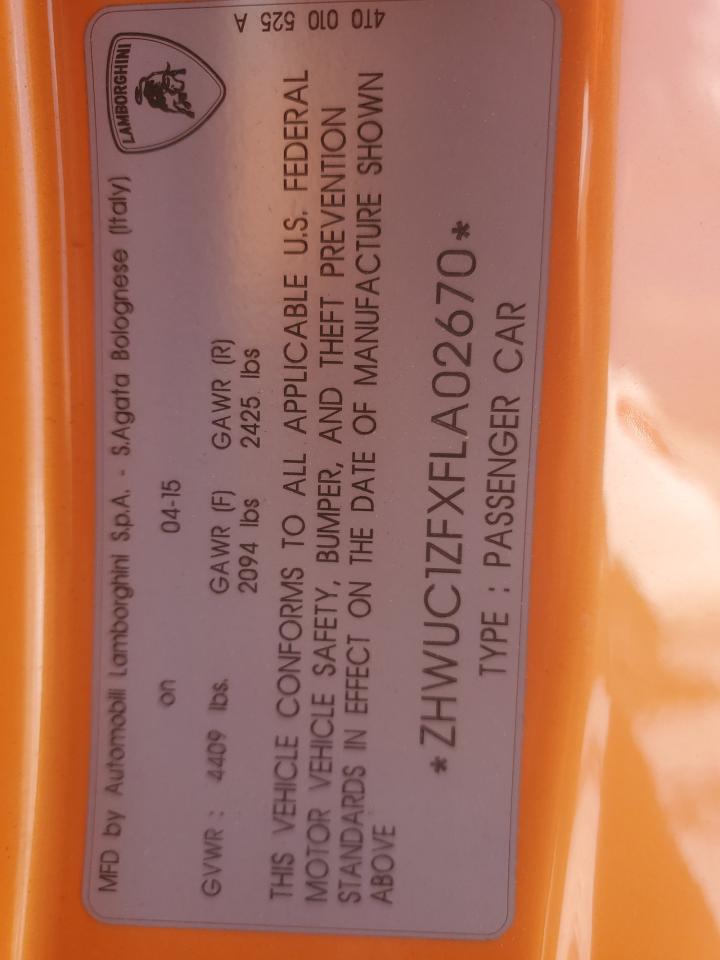 MFD by Automobili Lamborghini S.p.A. - S.Agata Bolognese (Italy)
LAMBORGHINI
on 04-15
GVWR : 4409 lbs. GAWR (F) GAWR (R)
2094 lbs 2425 lbs
THIS VEHICLE CONFORMS TO ALL APPLICABLE U.S. FEDERAL
MOTOR VEHICLE SAFETY, BUMPER, AND THEFT PREVENTION
STANDARDS IN EFFECT ON THE DATE OF MANUFACTURE SHOWN
ABOVE
*ZHWUC1ZFXFLA02670*
TYPE : PASSENGER CAR
4T0 010 525 A